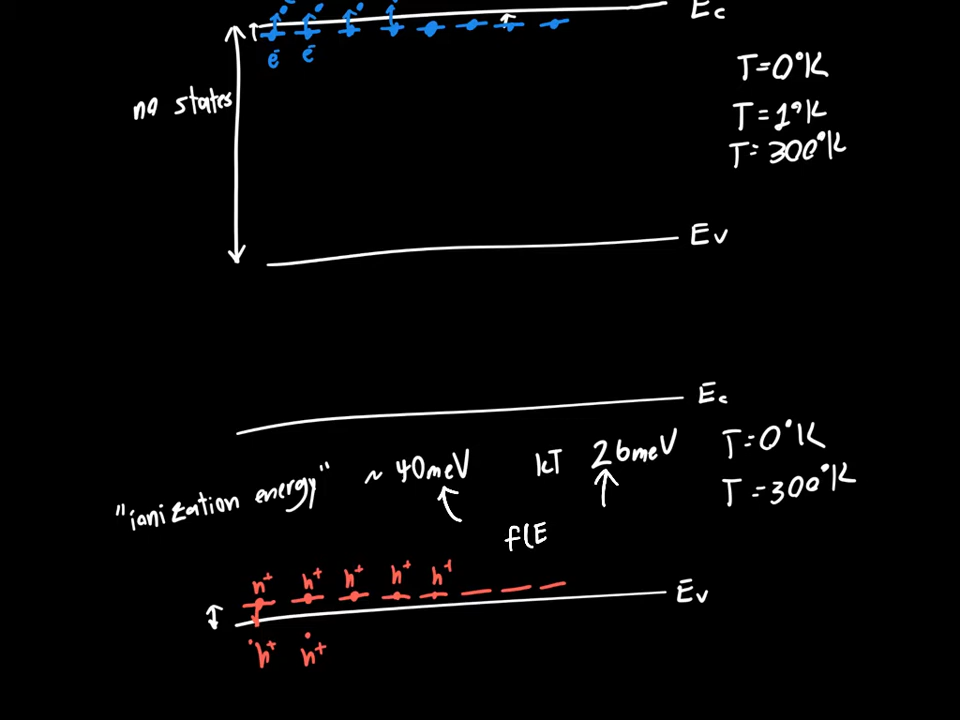 Ec
e⁻ e⁻
T=0°K
no states
T=1°K
T=300°K
Ev
Ec
T=0°K
"ionization energy" ~ 40meV kT 26meV
T=300°K
f(E
h⁺ h⁺ h⁺ h⁺ h⁺
Ev
h⁺ h⁺